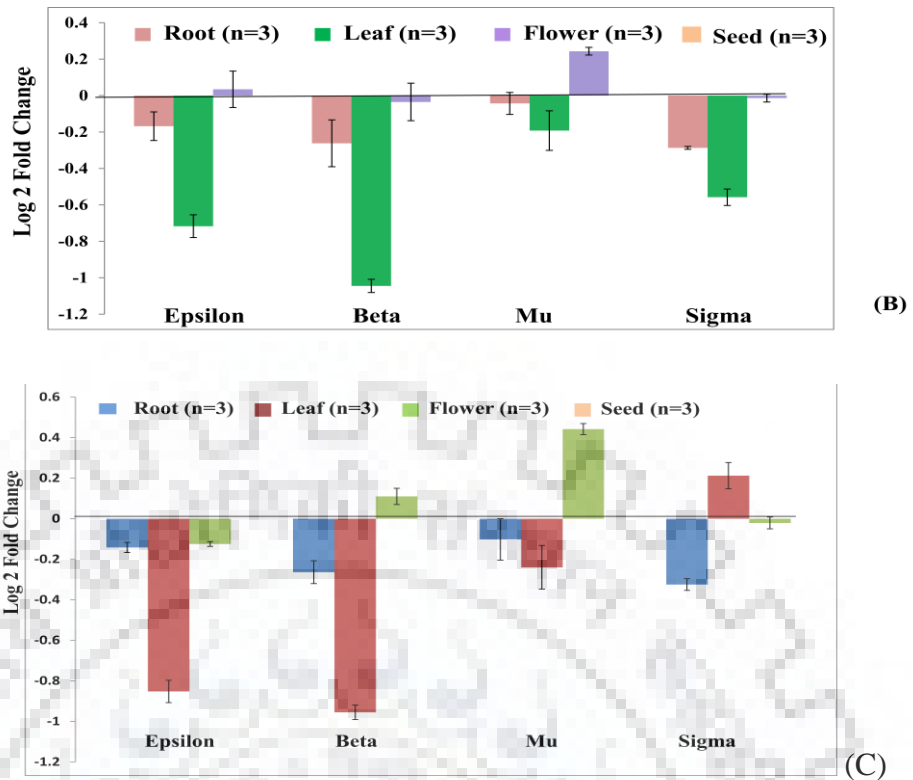 0.4
Root (n=3) Leaf (n=3) Flower (n=3) Seed (n=3)
0.2
0
-0.2
-0.4
-0.6
-0.8
-1
-1.2
Log 2 Fold Change
Epsilon Beta Mu Sigma
(B)
0.6
Root (n=3) Leaf (n=3) Flower (n=3) Seed (n=3)
0.4
0.2
0
-0.2
-0.4
-0.6
-0.8
-1
-1.2
Log 2 Fold Change
Epsilon Beta Mu Sigma
(C)